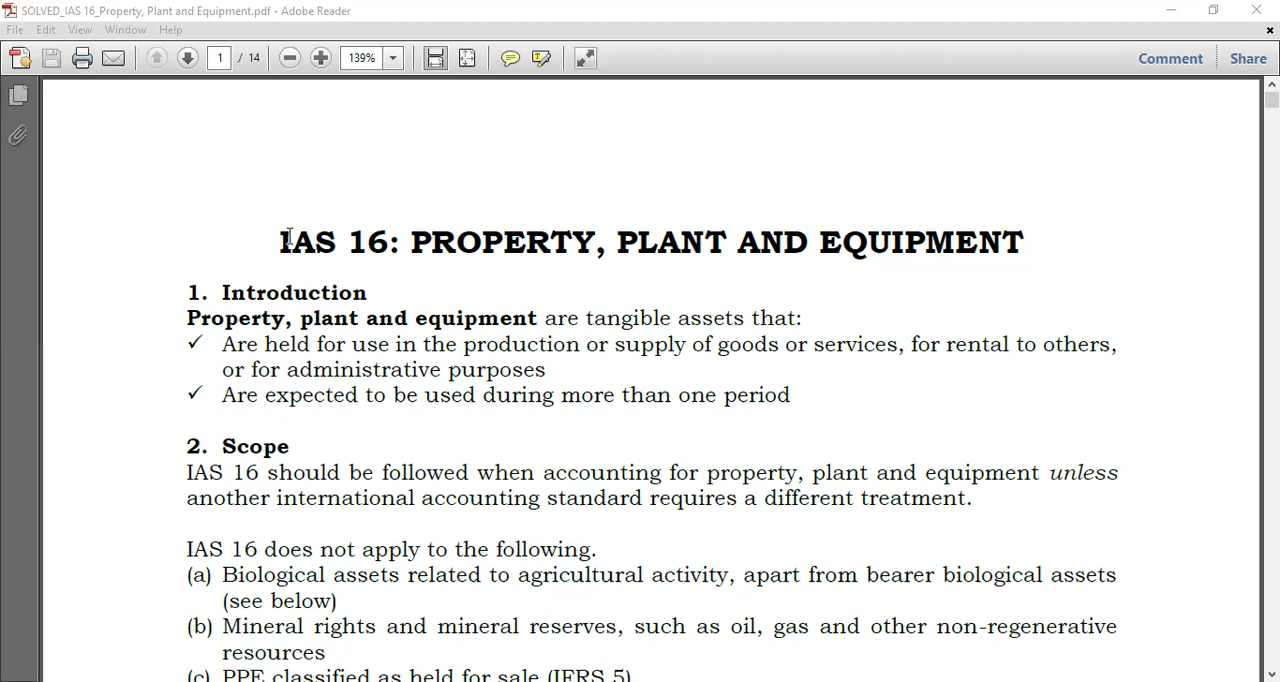 SOLVED_IAS 16_Property, Plant and Equipment.pdf - Adobe Reader
File Edit View Window Help
1 / 14 139% Comment Share
IAS 16: PROPERTY, PLANT AND EQUIPMENT
1. Introduction
Property, plant and equipment are tangible assets that:
✓ Are held for use in the production or supply of goods or services, for rental to others,
or for administrative purposes
✓ Are expected to be used during more than one period
2. Scope
IAS 16 should be followed when accounting for property, plant and equipment unless
another international accounting standard requires a different treatment.
IAS 16 does not apply to the following.
(a) Biological assets related to agricultural activity, apart from bearer biological assets
(see below)
(b) Mineral rights and mineral reserves, such as oil, gas and other non-regenerative
resources
(c) PPE classified as held for sale (IFRS 5)